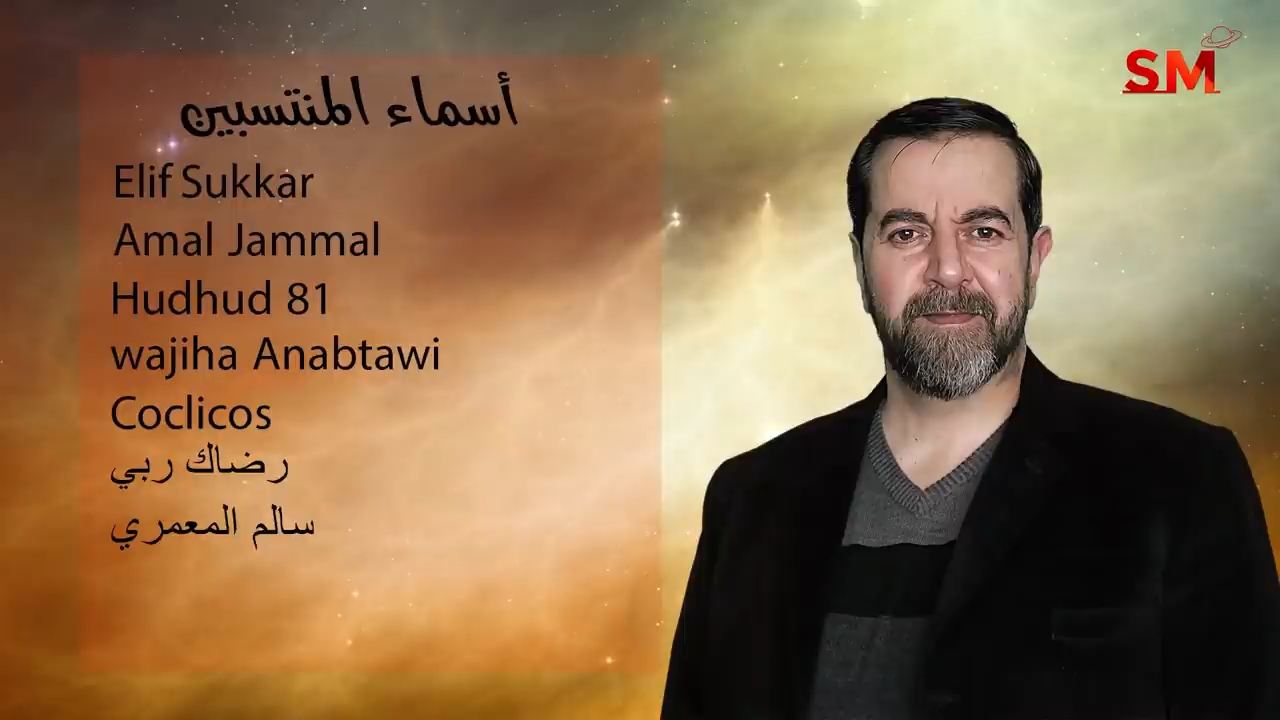 SM
أسماء المنتسبين
Elif Sukkar
Amal Jammal
Hudhud 81
wajiha Anabtawi
Coclicos
رضاك ربي
سالم المعمري